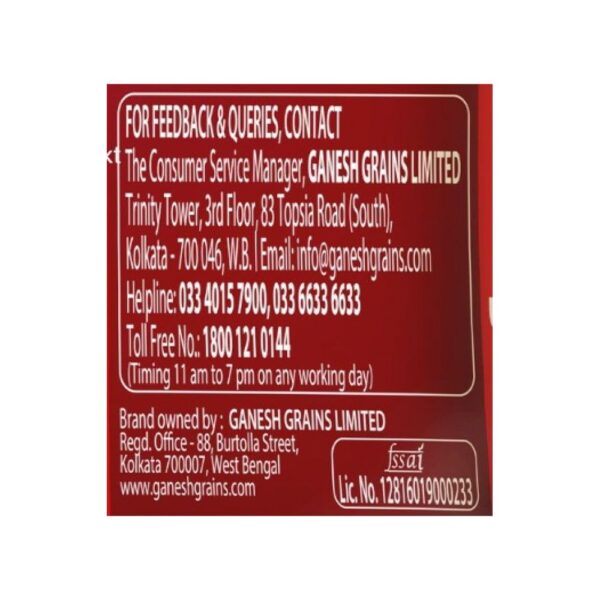 FOR FEEDBACK & QUERIES, CONTACT
The Consumer Service Manager, GANESH GRAINS LIMITED
Trinity Tower, 3rd Floor, 83 Topsia Road (South),
Kolkata - 700 046, W.B. | Email: info@ganeshgrains.com
Helpline: 033 4015 7900, 033 6633 6633
Toll Free No.: 1800 121 0144
(Timing 11 am to 7 pm on any working day)
Brand owned by : GANESH GRAINS LIMITED
Regd. Office - 88, Burtolla Street,
Kolkata 700007, West Bengal
www.ganeshgrains.com
fssai
Lic. No. 12816019000233